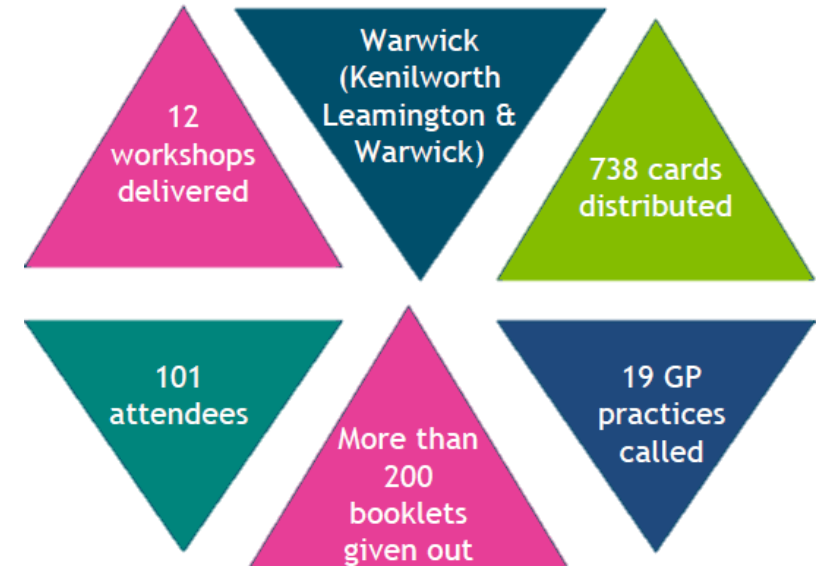 12
workshops
delivered
Warwick
(Kenilworth
Leamington &
Warwick)
738 cards
distributed
101
attendees
More than
200
booklets
given out
19 GP
practices
called